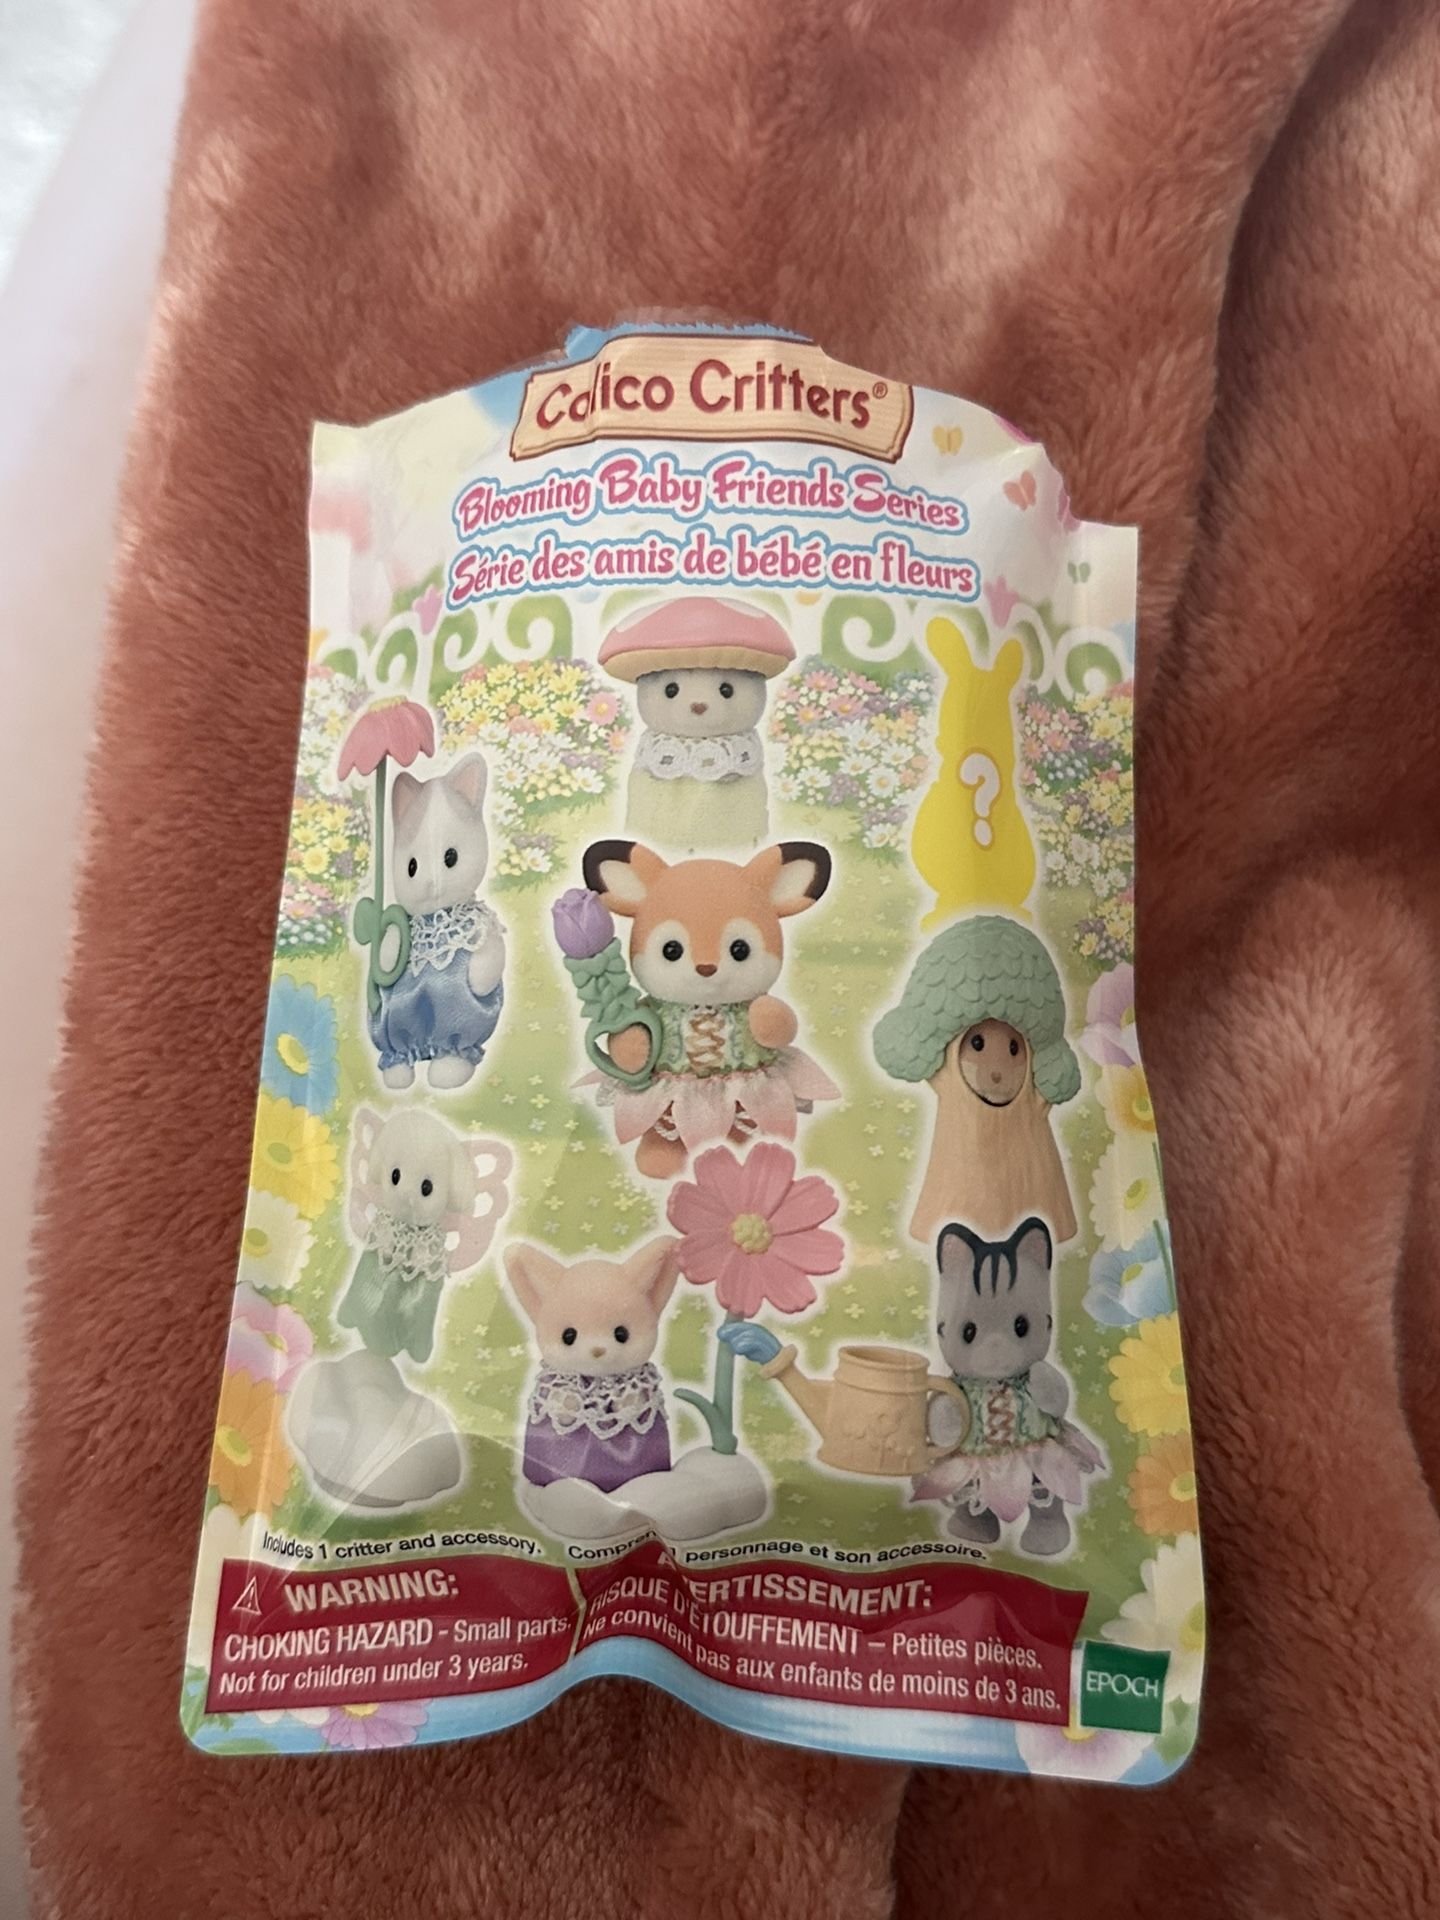 Calico Critters®
Blooming Baby Friends Series
Série des amis de bébé en fleurs
?
Includes 1 critter and accessory. personnage et son accessoire.
WARNING:
CHOKING HAZARD - Small parts.
Not for children under 3 years.
RISQUE D'ÉTOUFFEMENT – Petites pièces.
Ne convient pas aux enfants de moins de 3 ans.
EPOCH